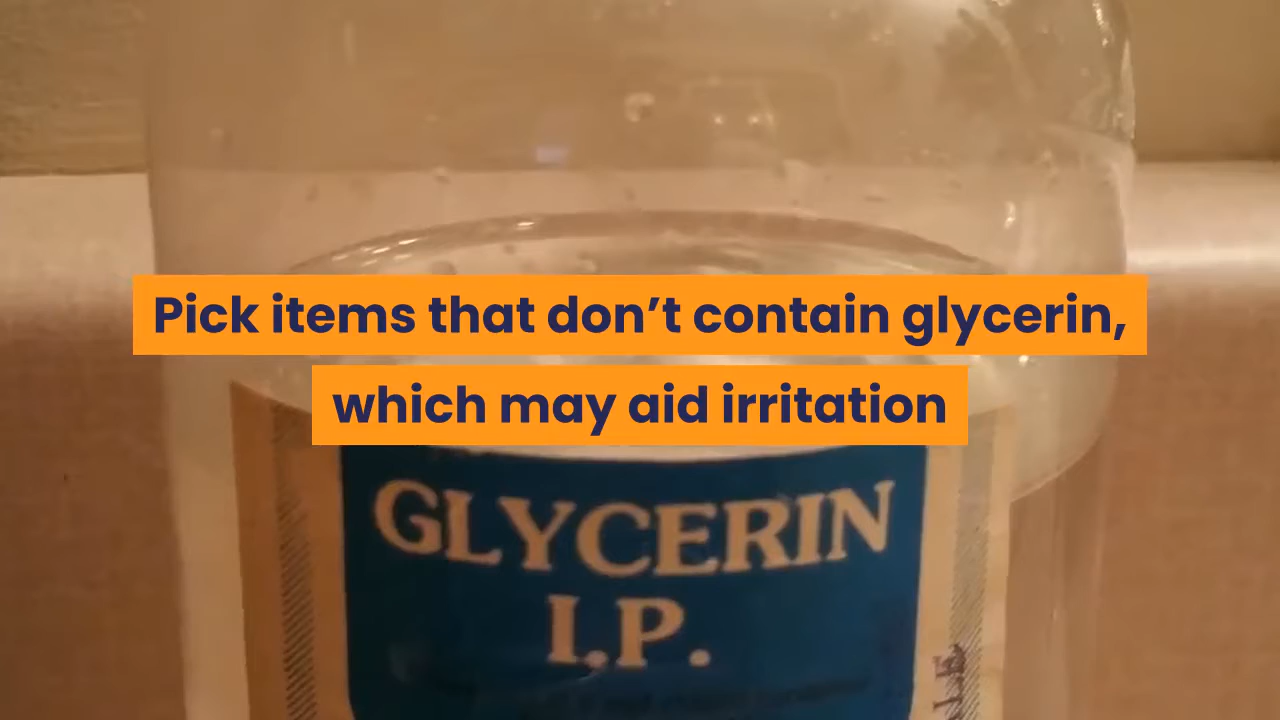 Pick items that don’t contain glycerin,
which may aid irritation
GLYCERIN
I.P.